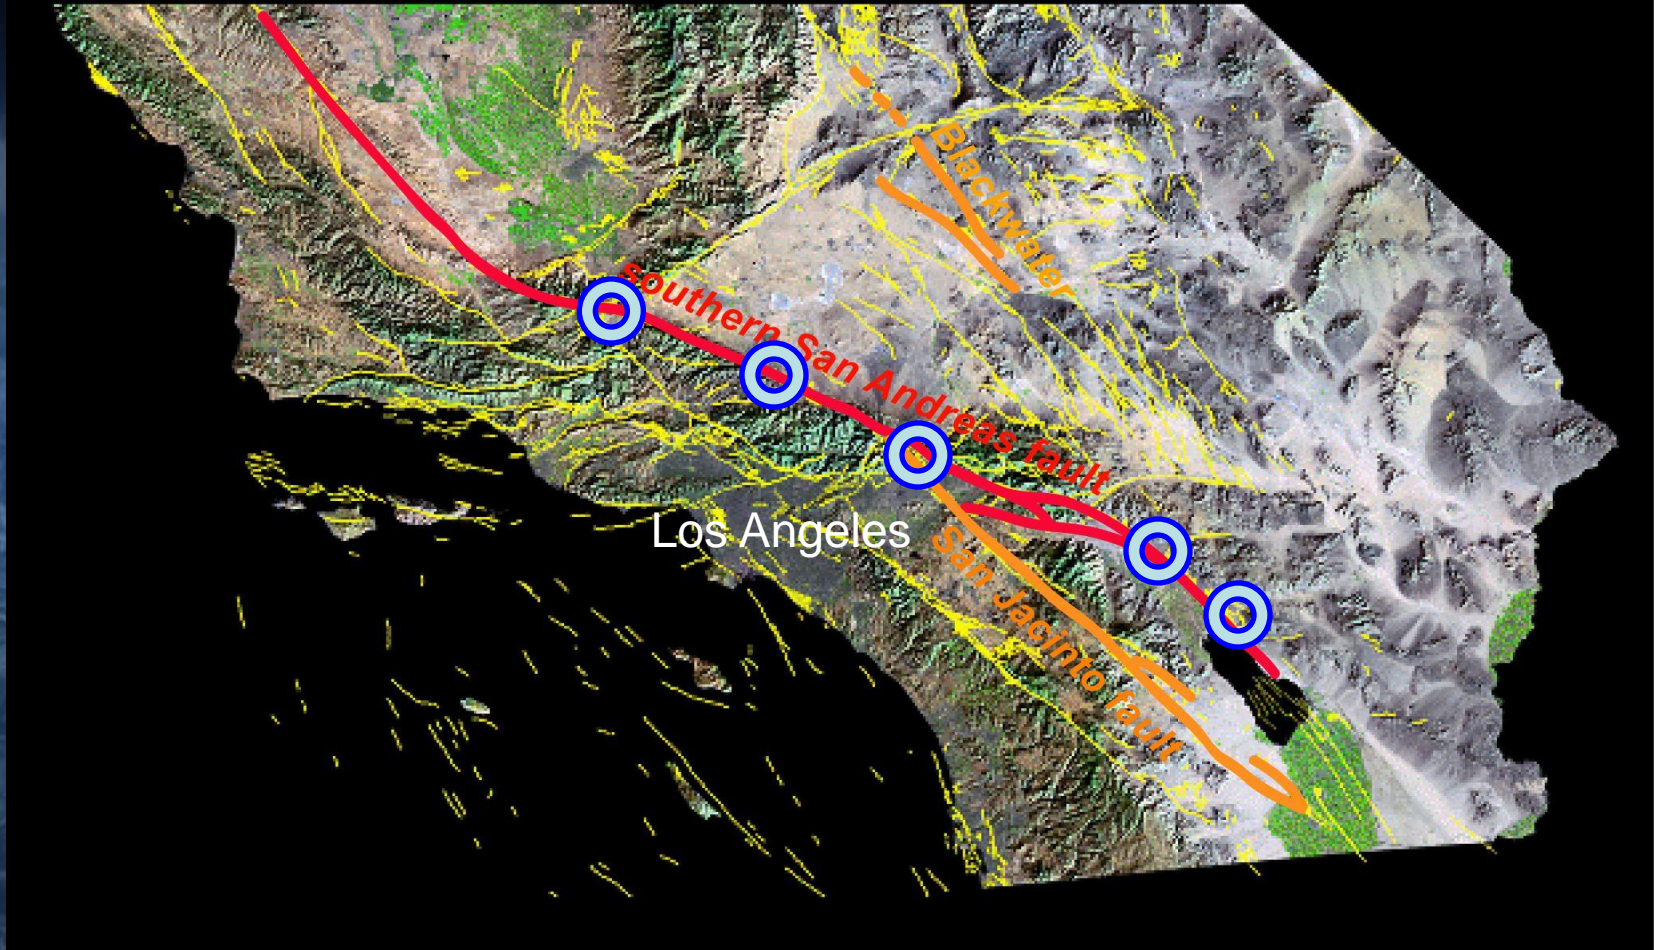 Blackwater
southern San Andreas fault
Los Angeles
San Jacinto fault